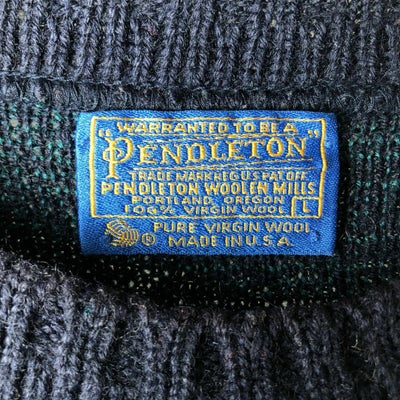 "WARRANTED TO BE A
"PENDLETON"
TRADE MARK REG US PAT OFF
PENDLETON WOOLEN MILLS
PORTLAND, OREGON
100% VIRGIN WOOL L
PURE VIRGIN WOOL
® MADE IN U.S.A.